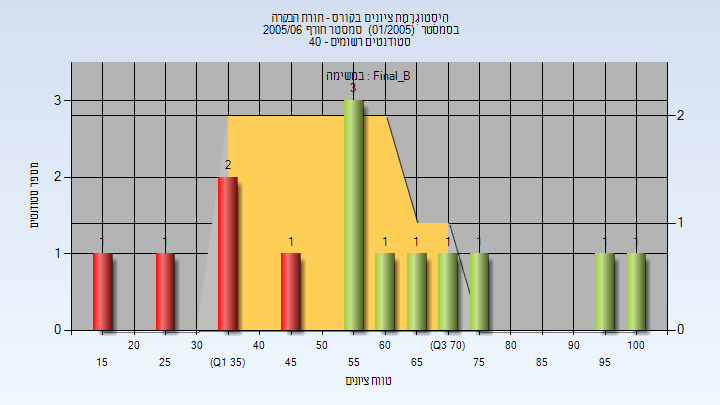 הִיסְטוֹגְרָמַת ציונים בקורס - תורת הבקרה
בסמסטר (01/2005) סמסטר חורף 2005/06
סטודנטים רשומים - 40
במשימה : Final_B
מספר סטודנטים
3
2
1
0
2
1
0
1 1 2 1 3 1 1 1 1 1 1
20 30 40 50 60 (Q3 70) 80 90 100
15 25 (Q1 35) 45 55 65 75 85 95
טווח ציונים